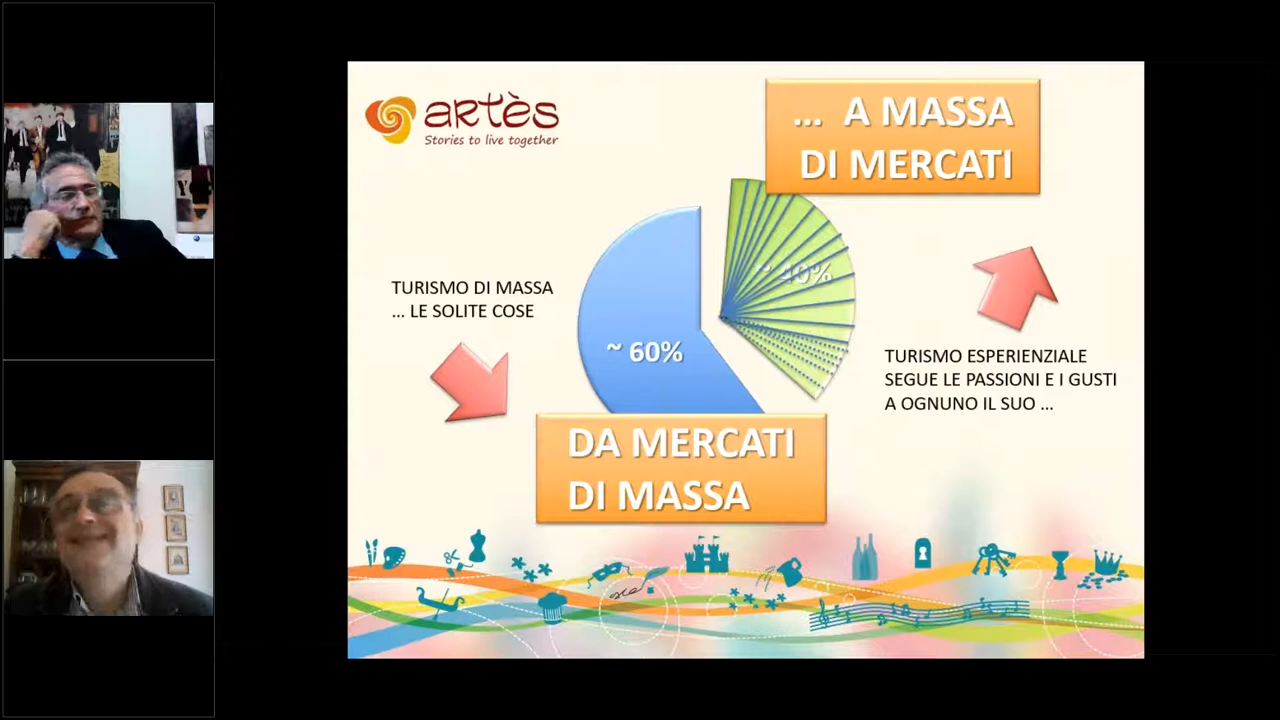 artès
Stories to live together
... A MASSA
DI MERCATI
~ 40%
TURISMO DI MASSA
... LE SOLITE COSE
~ 60%
TURISMO ESPERIENZIALE
SEGUE LE PASSIONI E I GUSTI
A OGNUNO IL SUO ...
DA MERCATI
DI MASSA